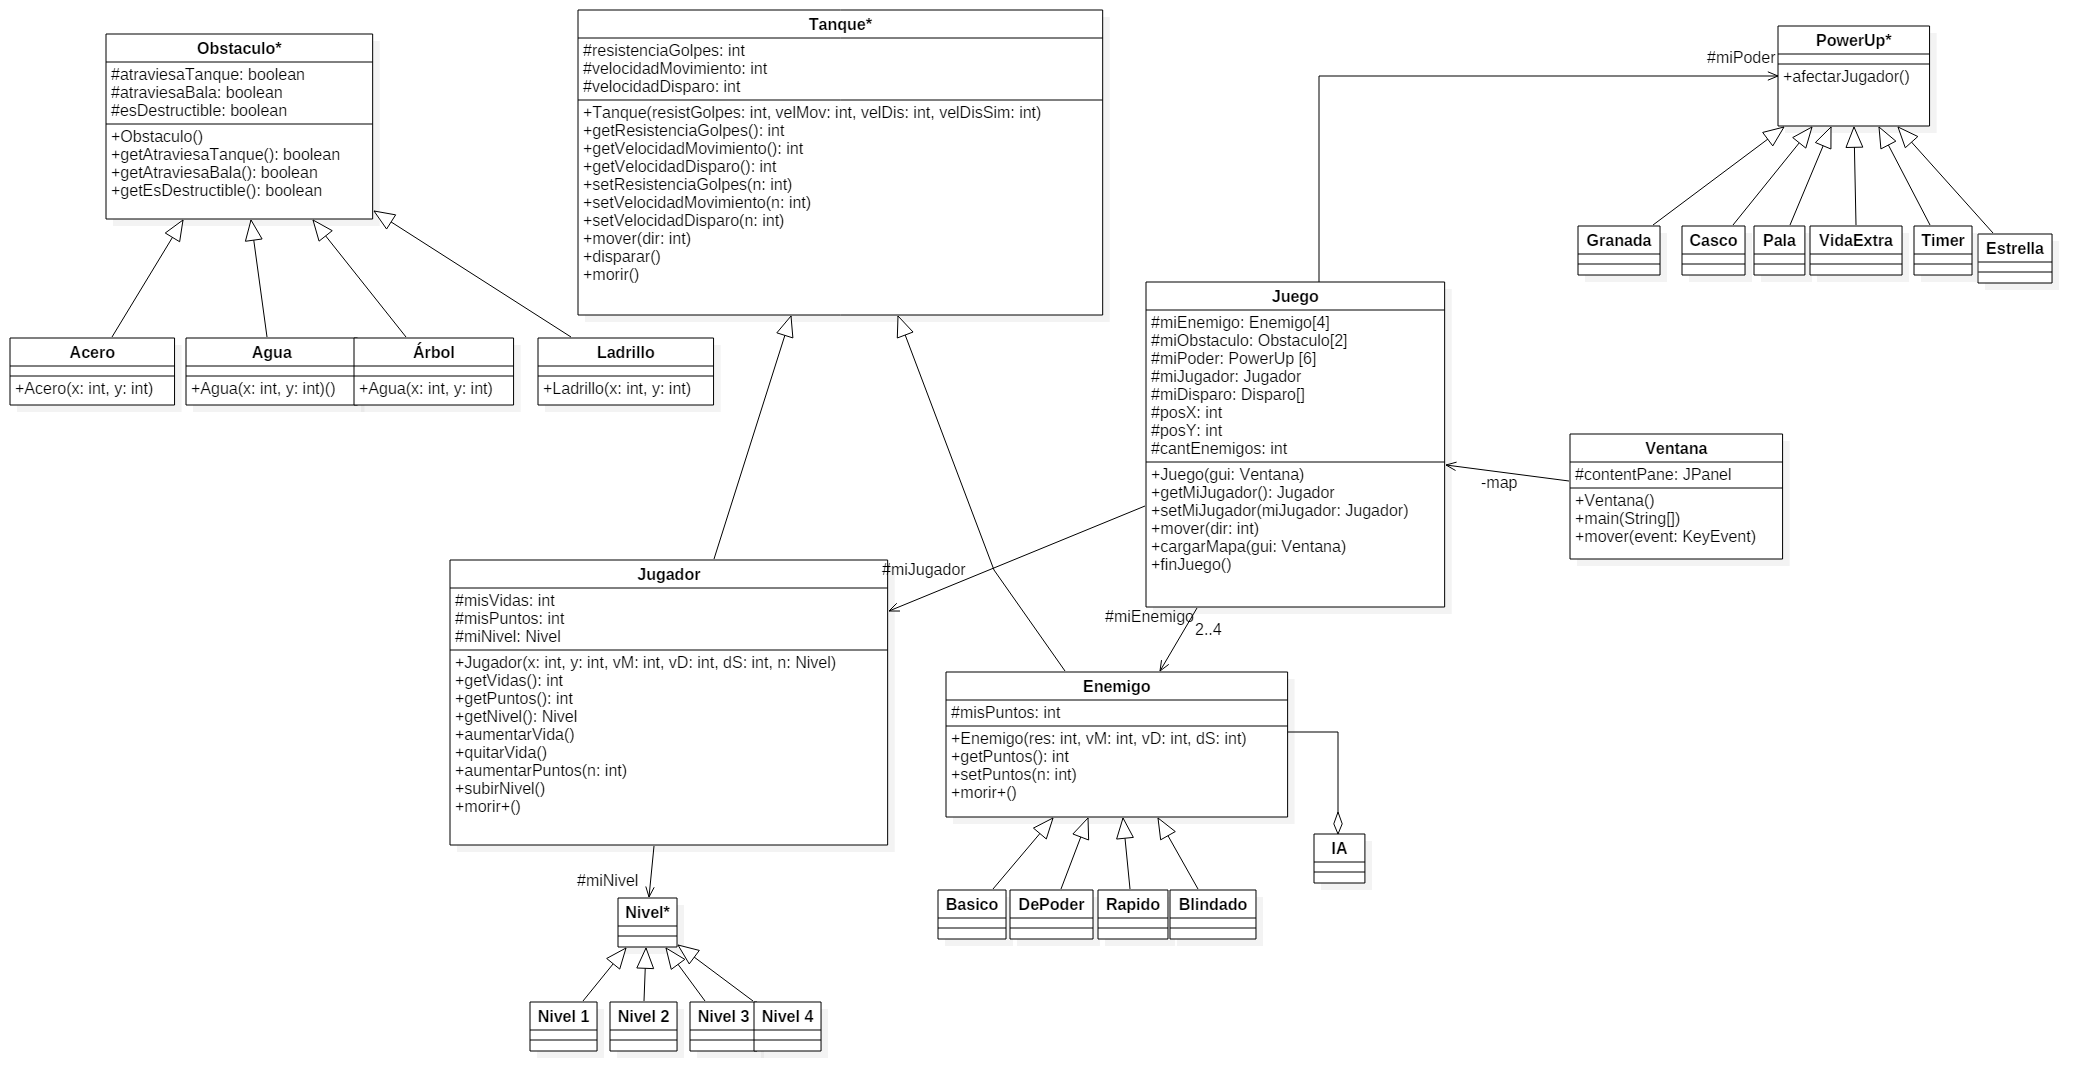 Obstaculo*
#atraviesaTanque: boolean
#atraviesaBala: boolean
#esDestructible: boolean
+Obstaculo()
+getAtraviesaTanque(): boolean
+getAtraviesaBala(): boolean
+getEsDestructible(): boolean
Acero
+Acero(x: int, y: int)
Agua
+Agua(x: int, y: int)()
Árbol
+Agua(x: int, y: int)
Ladrillo
+Ladrillo(x: int, y: int)
Tanque*
#resistenciaGolpes: int
#velocidadMovimiento: int
#velocidadDisparo: int
+Tanque(resistGolpes: int, velMov: int, velDis: int, velDisSim: int)
+getResistenciaGolpes(): int
+getVelocidadMovimiento(): int
+getVelocidadDisparo(): int
+setResistenciaGolpes(n: int)
+setVelocidadMovimiento(n: int)
+setVelocidadDisparo(n: int)
+mover(dir: int)
+disparar()
+morir()
#miPoder
PowerUp*
+afectarJugador()
Granada
Casco
Pala
VidaExtra
Timer
Estrella
Juego
#miEnemigo: Enemigo[4]
#miObstaculo: Obstaculo[2]
#miPoder: PowerUp [6]
#miJugador: Jugador
#miDisparo: Disparo[]
#posX: int
#posY: int
#cantEnemigos: int
+Juego(gui: Ventana)
+getMiJugador(): Jugador
+setMiJugador(miJugador: Jugador)
+mover(dir: int)
+cargarMapa(gui: Ventana)
+finJuego()
-map
Ventana
#contentPane: JPanel
+Ventana()
+main(String[])
+mover(event: KeyEvent)
#miJugador
#miEnemigo
2..4
Jugador
#misVidas: int
#misPuntos: int
#miNivel: Nivel
+Jugador(x: int, y: int, vM: int, vD: int, dS: int, n: Nivel)
+getVidas(): int
+getPuntos(): int
+getNivel(): Nivel
+aumentarVida()
+quitarVida()
+aumentarPuntos(n: int)
+subirNivel()
+morir+()
#miNivel
Nivel*
Nivel 1
Nivel 2
Nivel 3
Nivel 4
Enemigo
#misPuntos: int
+Enemigo(res: int, vM: int, vD: int, dS: int)
+getPuntos(): int
+setPuntos(n: int)
+morir+()
IA
Basico
DePoder
Rapido
Blindado